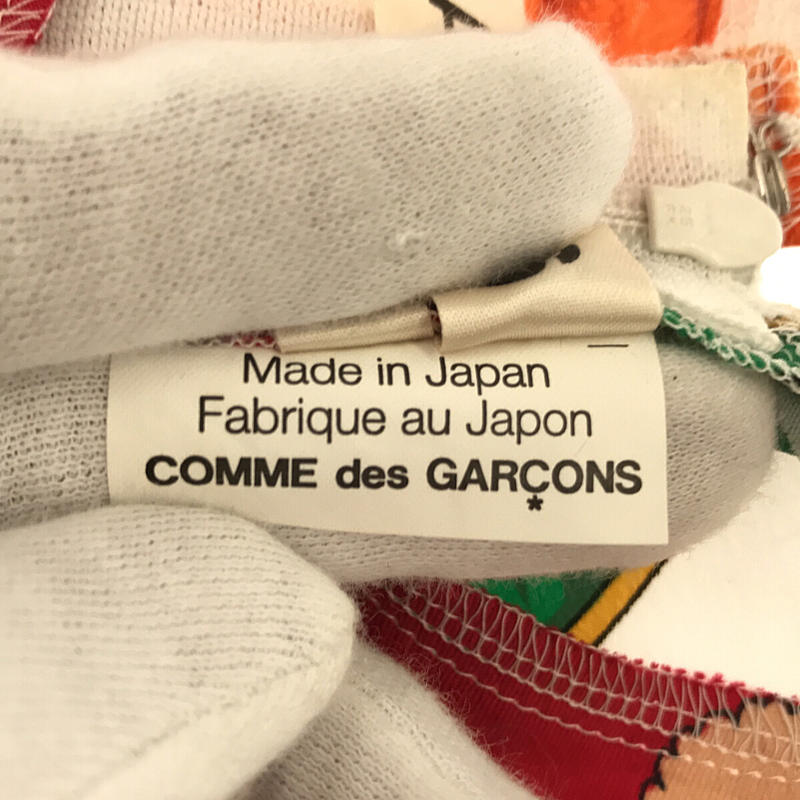 Made in Japan
Fabrique au Japon
COMME des GARÇONS
*